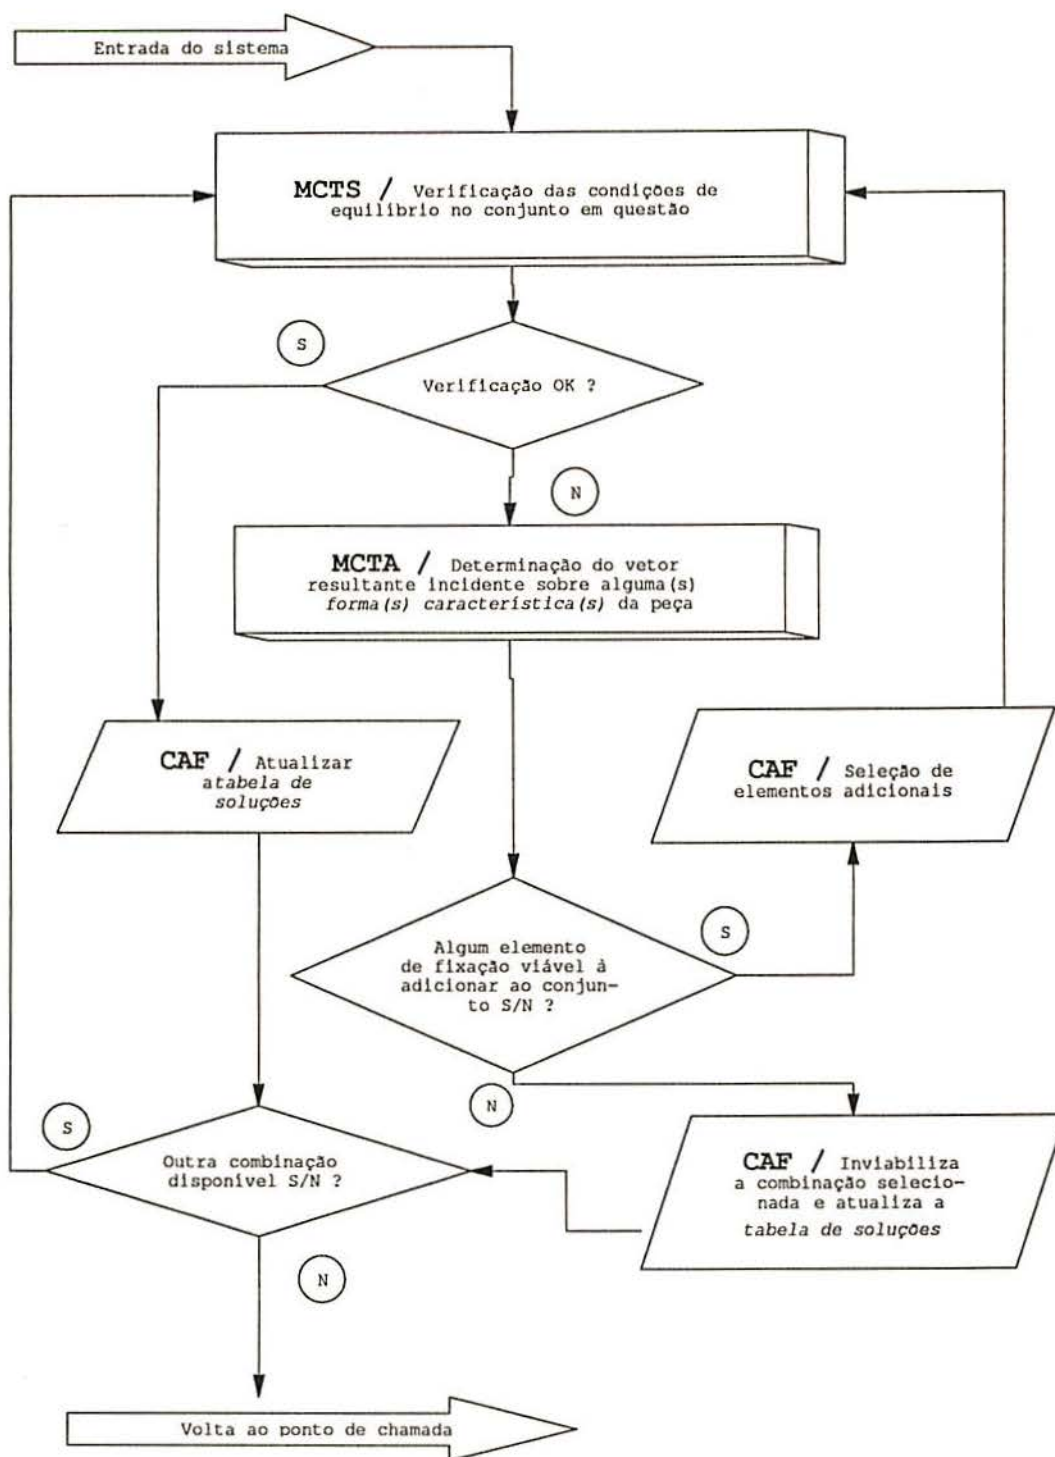 Entrada do sistema
MCTS / Verificação das condições de
equilíbrio no conjunto em questão
S
Verificação OK ?
N
MCTA / Determinação do vetor
resultante incidente sobre alguma(s)
forma(s) característica(s) da peça
CAF / Atualizar
atabela de
soluções
CAF / Seleção de
elementos adicionais
S
Algum elemento
de fixação viável à
adicionar ao conjun-
to S/N ?
N
S
Outra combinação
disponível S/N ?
CAF / Inviabiliza
a combinação selecio-
nada e atualiza a
tabela de soluções
N
Volta ao ponto de chamada